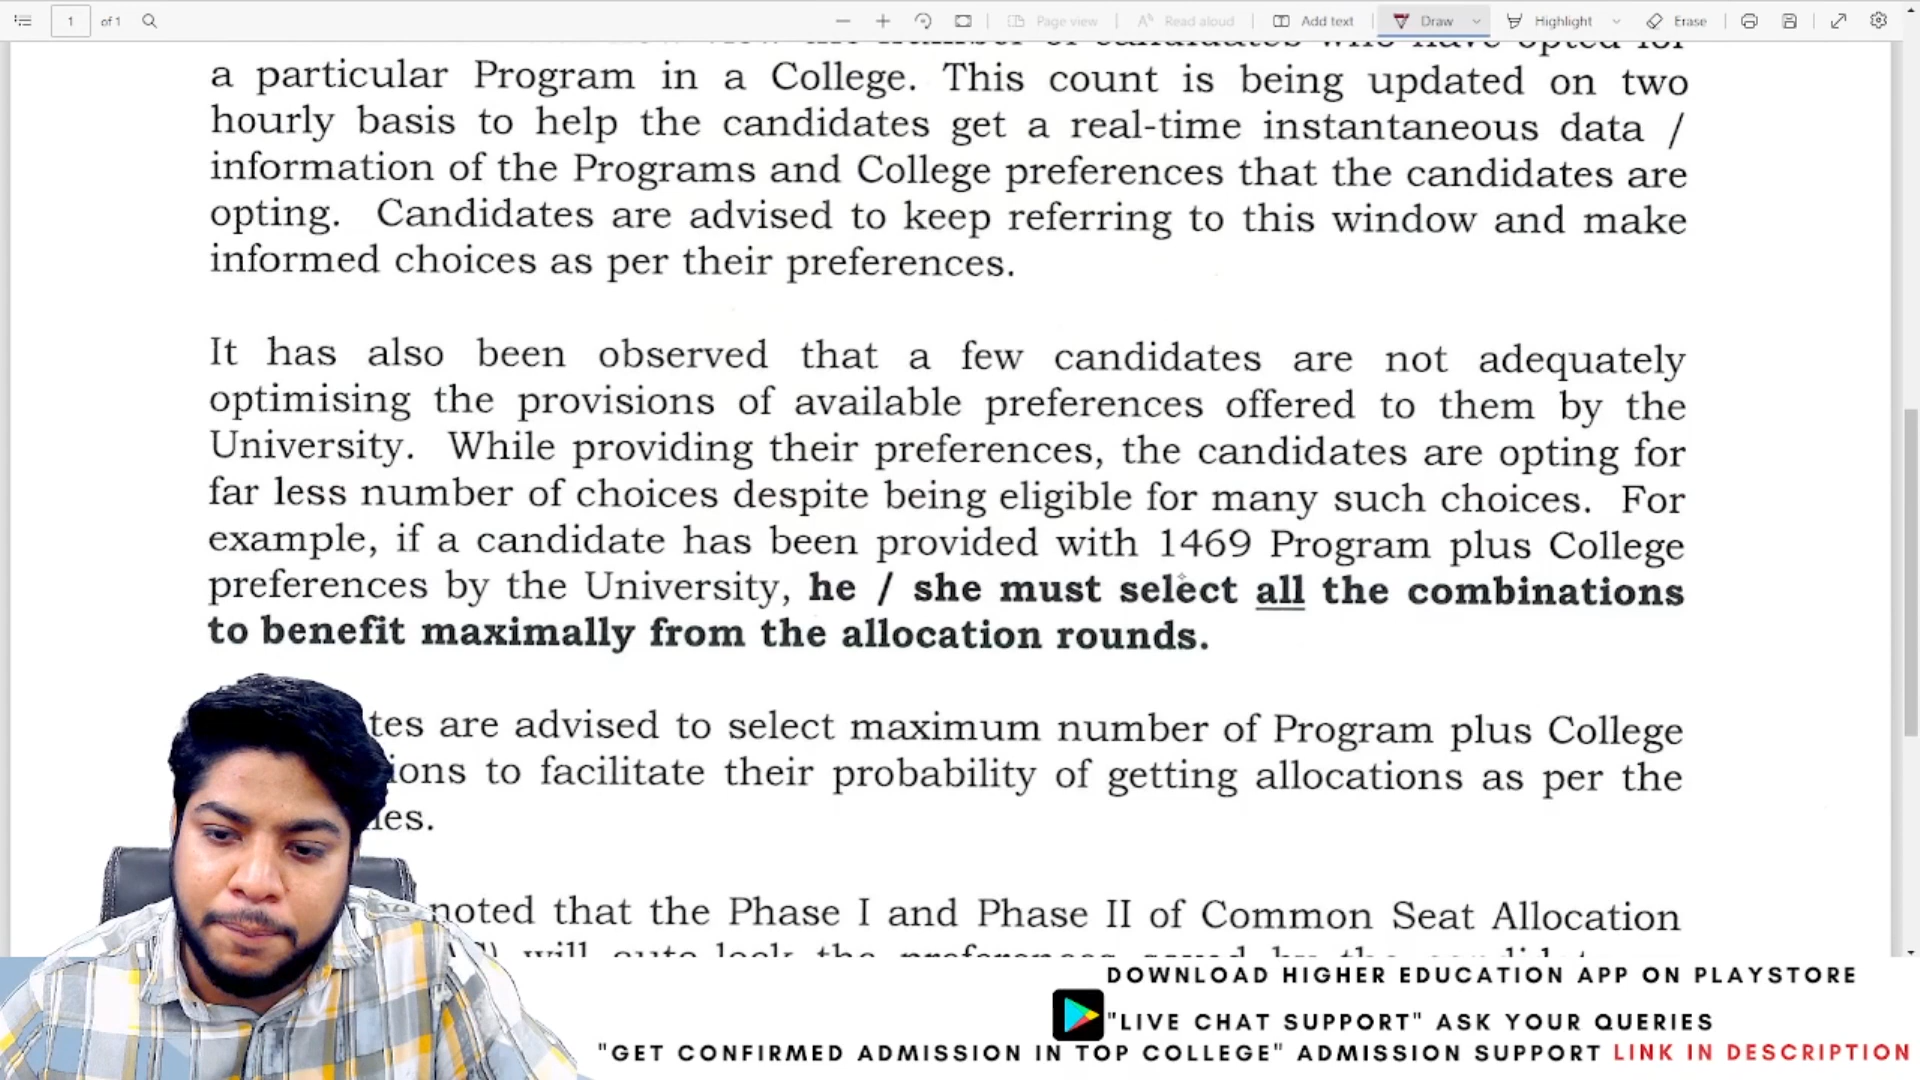 1 of 1 Page view Read aloud Add text Draw Highlight Erase
a particular Program in a College. This count is being updated on two
hourly basis to help the candidates get a real-time instantaneous data /
information of the Programs and College preferences that the candidates are
opting. Candidates are advised to keep referring to this window and make
informed choices as per their preferences.
It has also been observed that a few candidates are not adequately
optimising the provisions of available preferences offered to them by the
University. While providing their preferences, the candidates are opting for
far less number of choices despite being eligible for many such choices. For
example, if a candidate has been provided with 1469 Program plus College
preferences by the University, he / she must select all the combinations
to benefit maximally from the allocation rounds.
tes are advised to select maximum number of Program plus College
ions to facilitate their probability of getting allocations as per the
es.
noted that the Phase I and Phase II of Common Seat Allocation
will auto-lock the preferences saved by the
DOWNLOAD HIGHER EDUCATION APP ON PLAYSTORE
"LIVE CHAT SUPPORT" ASK YOUR QUERIES
"GET CONFIRMED ADMISSION IN TOP COLLEGE" ADMISSION SUPPORT LINK IN DESCRIPTION